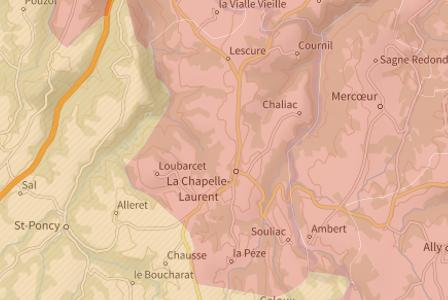 Pouzol
la Vialle Vieille
Lescure
Cournil
Sagne Redond
Mercœur
Chaliac
Loubarcet
La Chapelle-
Laurent
Sal
Alleret
St-Poncy
Souliac
Ambert
Ally
Chausse
la Pèze
le Boucharat